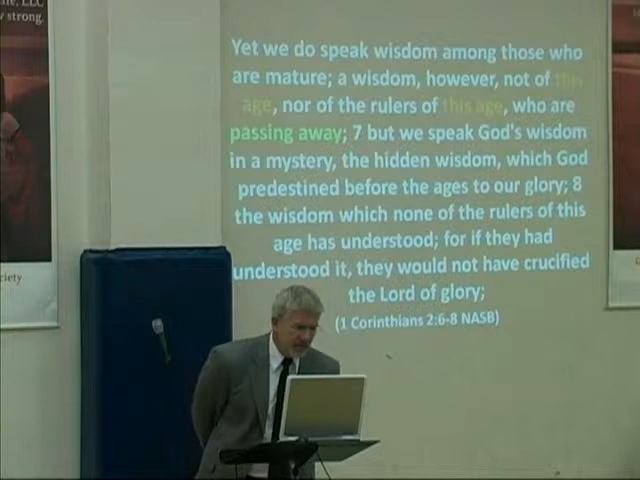 LLC
strong.
ciety
Yet we do speak wisdom among those who
are mature; a wisdom, however, not of this
age, nor of the rulers of this age, who are
passing away; 7 but we speak God's wisdom
in a mystery, the hidden wisdom, which God
predestined before the ages to our glory; 8
the wisdom which none of the rulers of this
age has understood; for if they had
understood it, they would not have crucified
the Lord of glory;
(1 Corinthians 2:6-8 NASB)